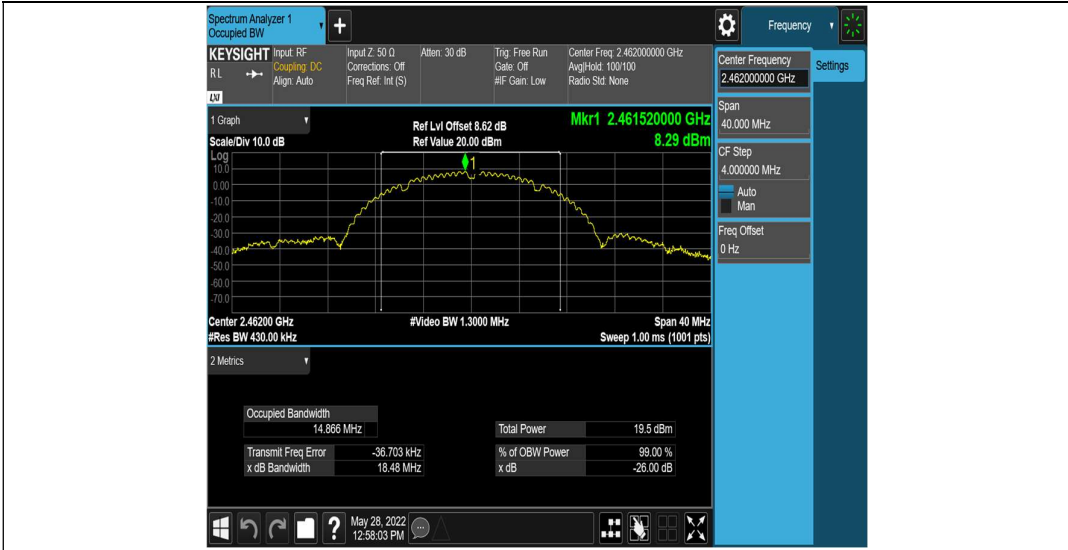 Spectrum Analyzer 1
Occupied BW
+
Frequency
KEYSIGHT
R L
LXI
Input: RF
Coupling: DC
Align: Auto
Input Z: 50 Ω
Corrections: Off
Freq Ref: Int (S)
Atten: 30 dB
Trig: Free Run
Gate: Off
#IF Gain: Low
Center Freq: 2.462000000 GHz
Avg|Hold: 100/100
Radio Std: None
Center Frequency
2.462000000 GHz
Settings
Span
40.000 MHz
CF Step
4.000000 MHz
Auto
Man
Freq Offset
0 Hz
1 Graph
Scale/Div 10.0 dB
Ref Lvl Offset 8.62 dB
Ref Value 20.00 dBm
Mkr1 2.461520000 GHz
8.29 dBm
Log
10.0
0.00
-10.0
-20.0
-30.0
-40.0
-50.0
-60.0
-70.0
1
Center 2.46200 GHz
#Res BW 430.00 kHz
#Video BW 1.3000 MHz
Span 40 MHz
Sweep 1.00 ms (1001 pts)
2 Metrics
Occupied Bandwidth
14.866 MHz
Transmit Freq Error -36.703 kHz
x dB Bandwidth 18.48 MHz
Total Power 19.5 dBm
% of OBW Power 99.00 %
x dB -26.00 dB
?
May 28, 2022
12:58:03 PM